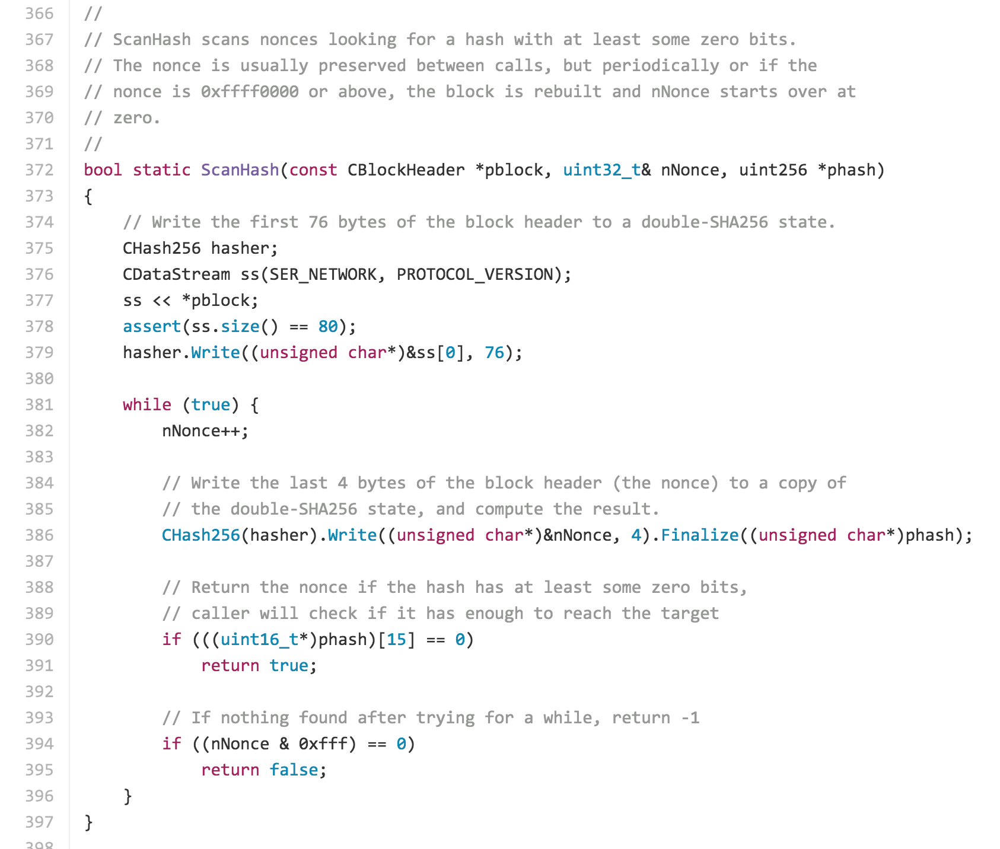 366 //
367 // ScanHash scans nonces looking for a hash with at least some zero bits.
368 // The nonce is usually preserved between calls, but periodically or if the
369 // nonce is 0xffff0000 or above, the block is rebuilt and nNonce starts over at
370 // zero.
371 //
372 bool static ScanHash(const CBlockHeader *pblock, uint32_t& nNonce, uint256 *phash)
373 {
374     // Write the first 76 bytes of the block header to a double-SHA256 state.
375     CHash256 hasher;
376     CDataStream ss(SER_NETWORK, PROTOCOL_VERSION);
377     ss << *pblock;
378     assert(ss.size() == 80);
379     hasher.Write((unsigned char*)&ss[0], 76);
380
381     while (true) {
382         nNonce++;
383
384         // Write the last 4 bytes of the block header (the nonce) to a copy of
385         // the double-SHA256 state, and compute the result.
386         CHash256(hasher).Write((unsigned char*)&nNonce, 4).Finalize((unsigned char*)phash);
387
388         // Return the nonce if the hash has at least some zero bits,
389         // caller will check if it has enough to reach the target
390         if (((uint16_t*)phash)[15] == 0)
391             return true;
392
393         // If nothing found after trying for a while, return -1
394         if ((nNonce & 0xfff) == 0)
395             return false;
396     }
397 }
398